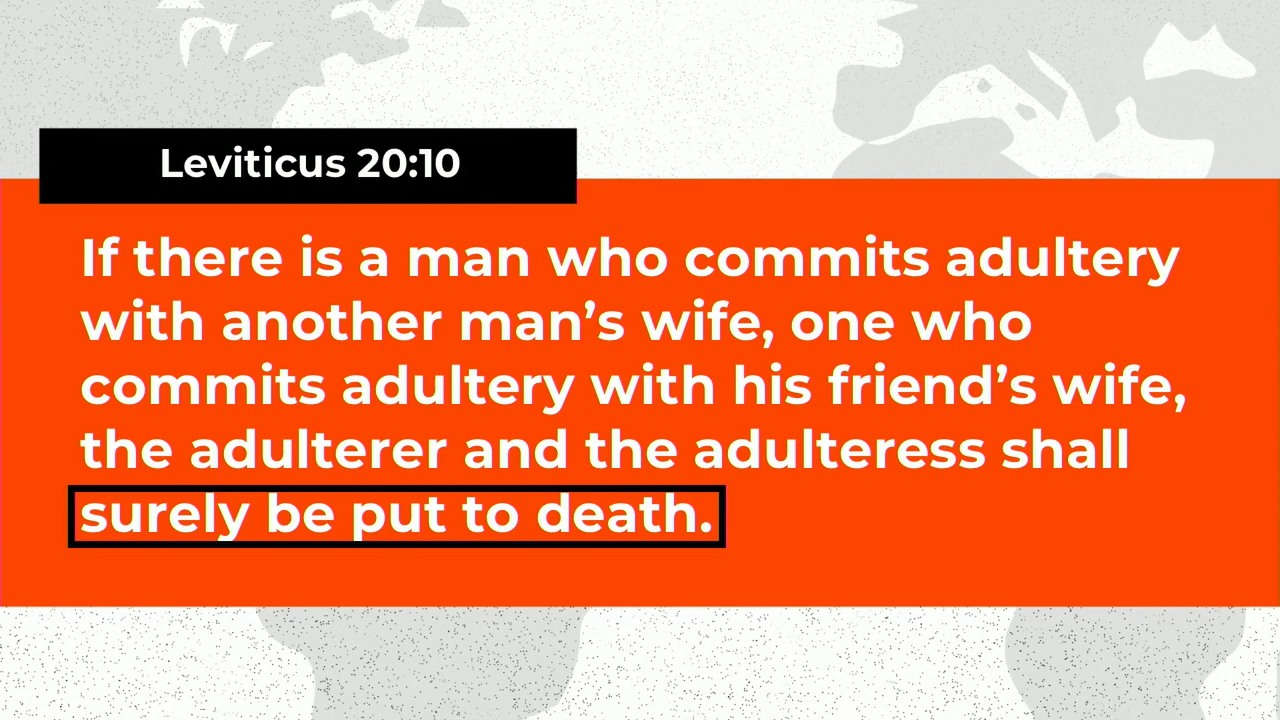 Leviticus 20:10
If there is a man who commits adultery
with another man’s wife, one who
commits adultery with his friend’s wife,
the adulterer and the adulteress shall
surely be put to death.